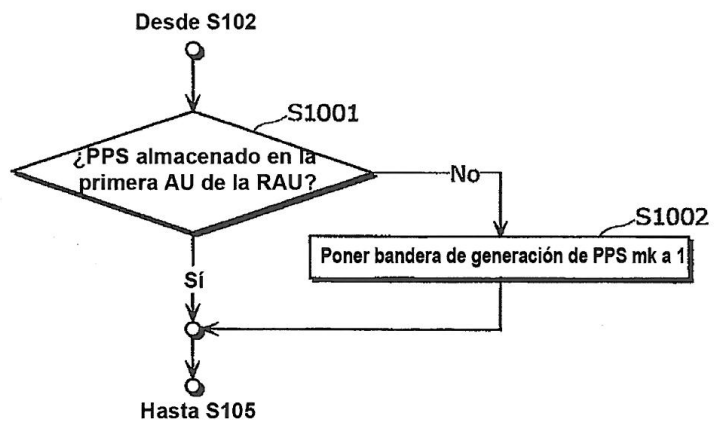 Desde S102
S1001
¿PPS almacenado en la
primera AU de la RAU?
No
S1002
Poner bandera de generación de PPS mk a 1
Sí
Hasta S105